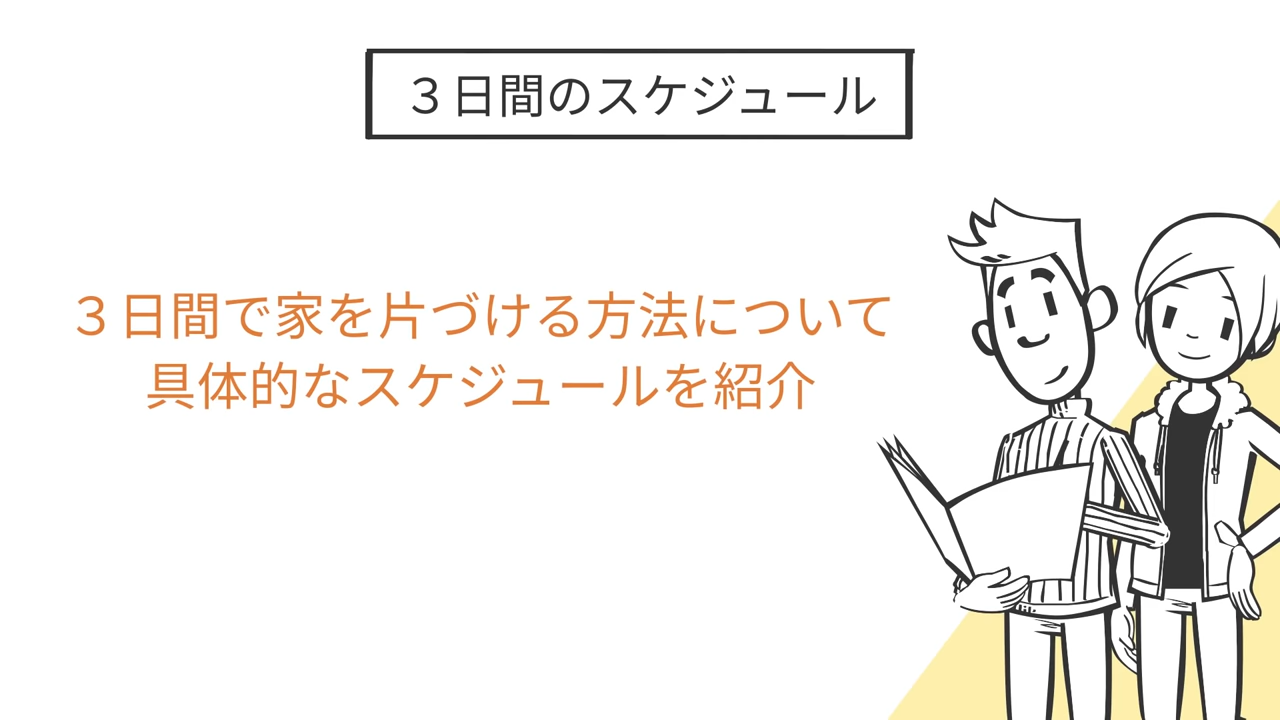 ３日間のスケジュール
３日間で家を片づける方法について
具体的なスケジュールを紹介